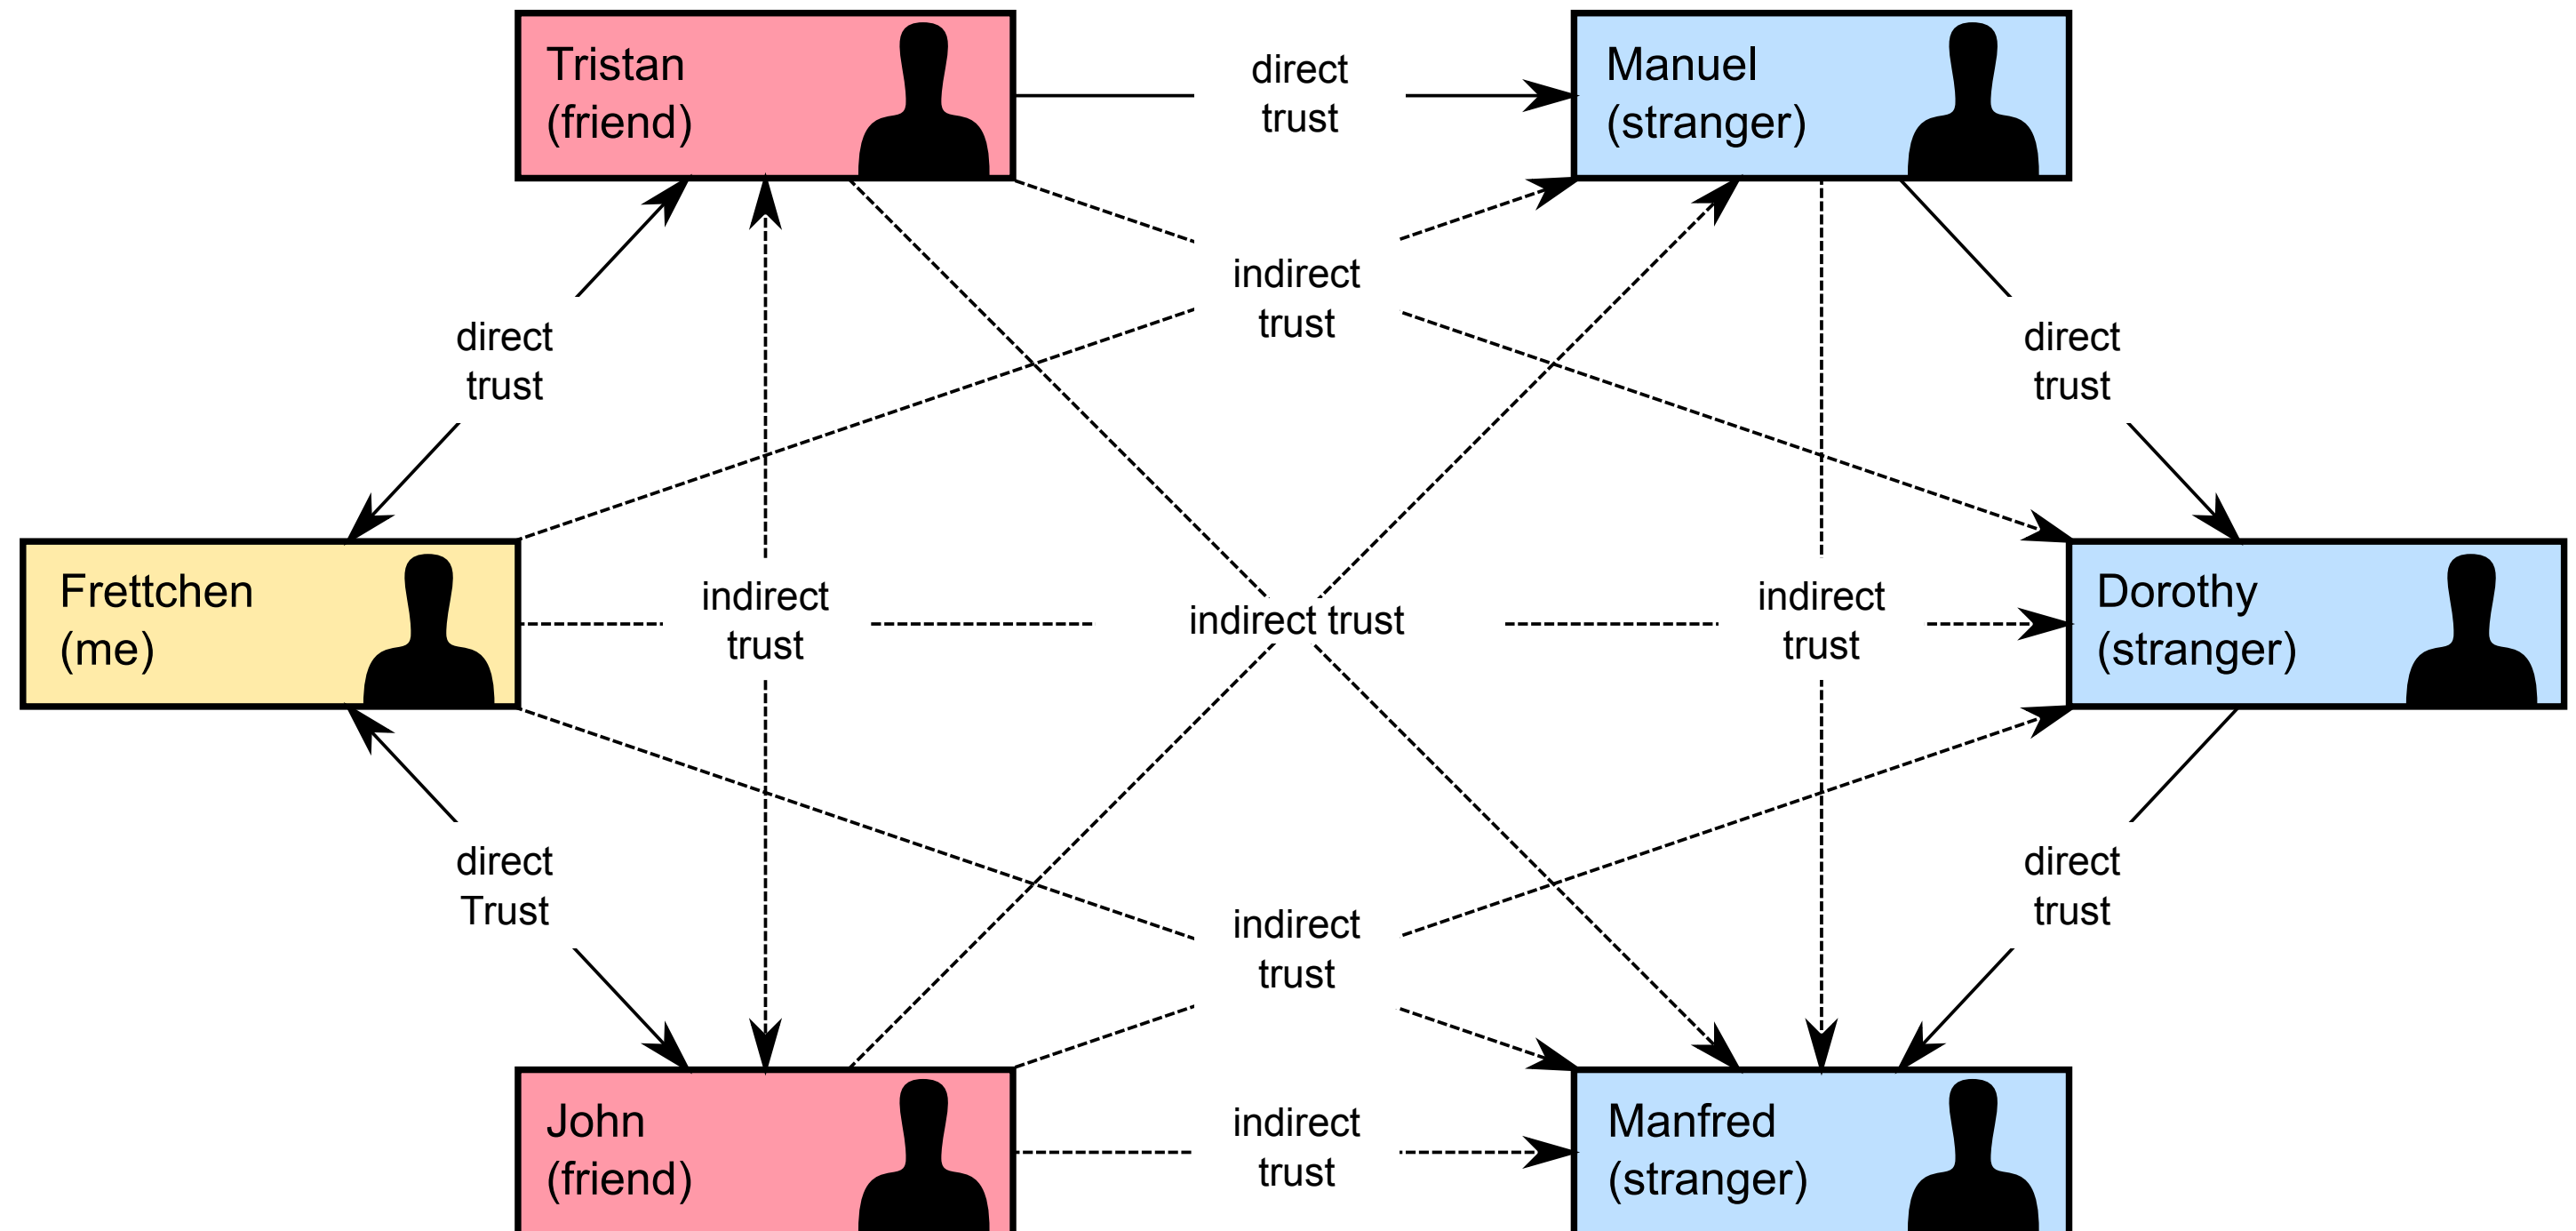 Tristan
(friend)
direct
trust
Manuel
(stranger)
indirect
trust
direct
trust
direct
trust
Frettchen
(me)
indirect
trust
indirect trust
indirect
trust
Dorothy
(stranger)
direct
Trust
indirect
trust
direct
trust
John
(friend)
indirect
trust
Manfred
(stranger)